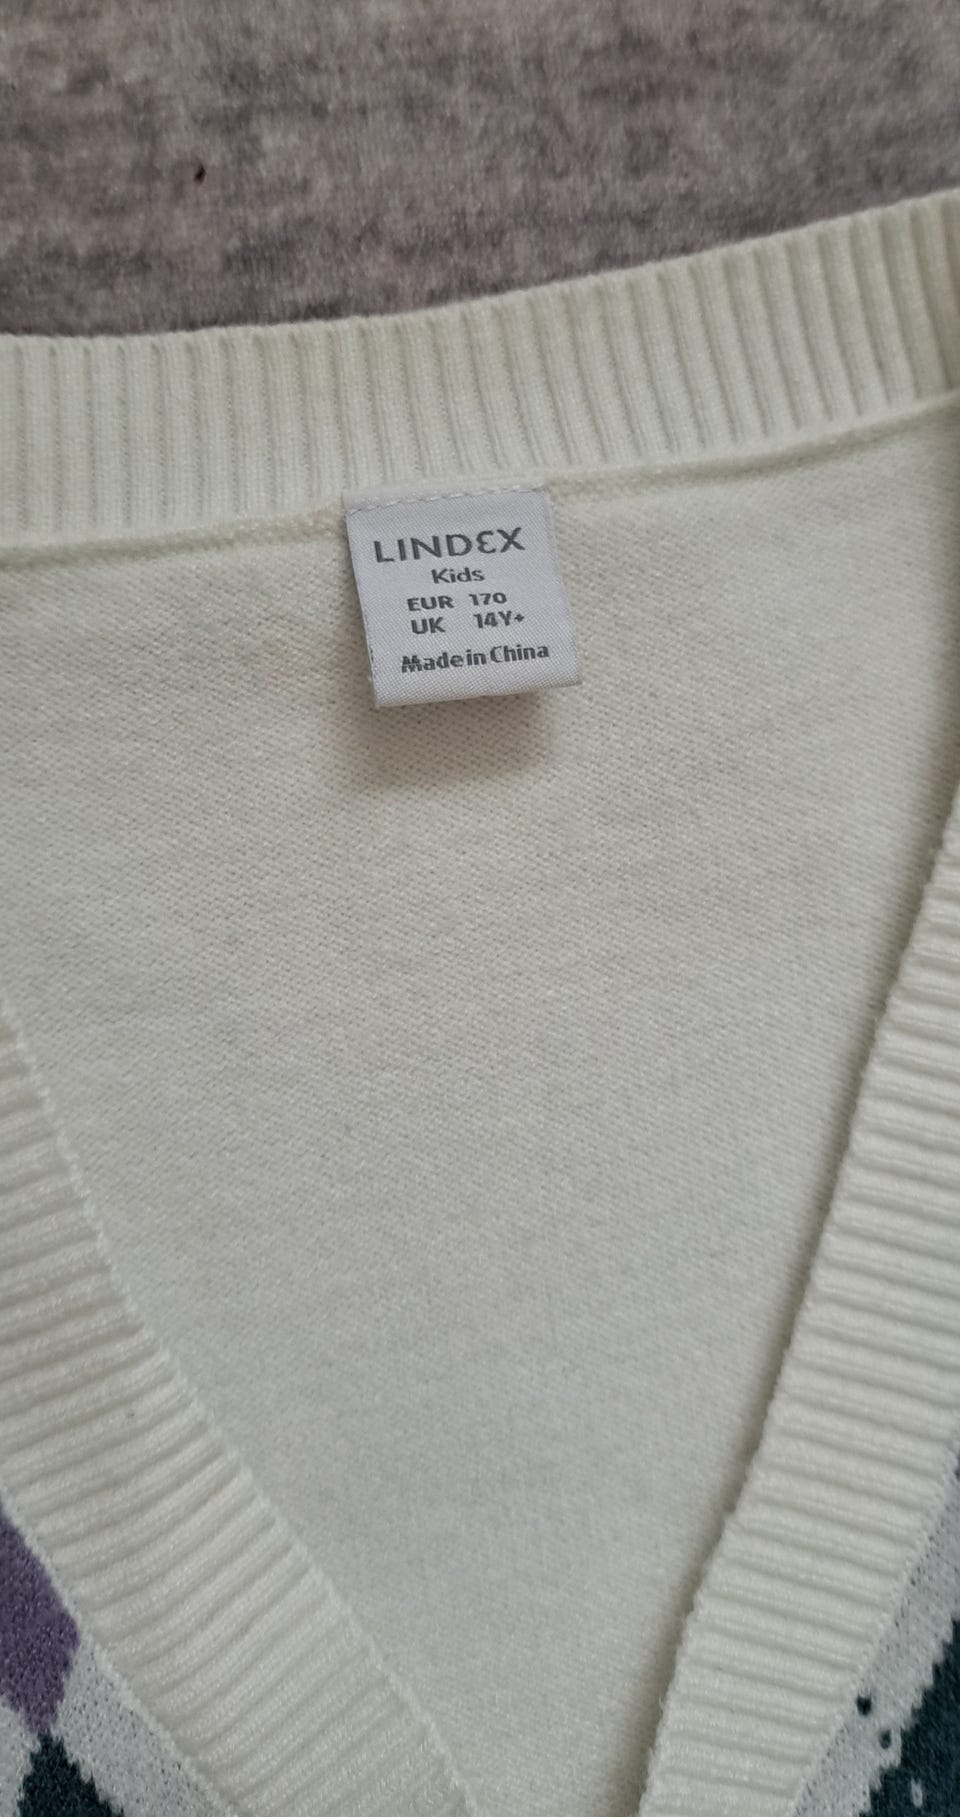 LINDEX
Kids
EUR 170
UK 14Y+
Made in China